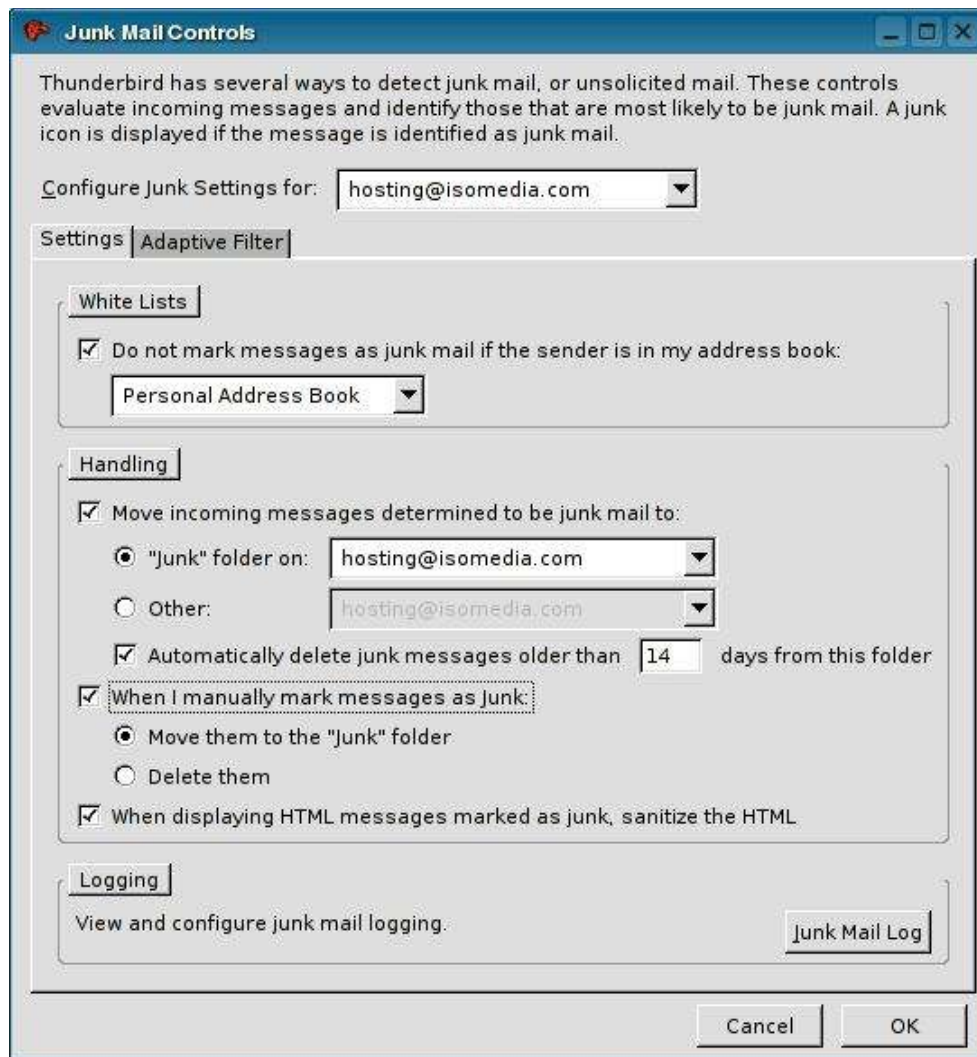 Junk Mail Controls
Thunderbird has several ways to detect junk mail, or unsolicited mail. These controls
evaluate incoming messages and identify those that are most likely to be junk mail. A junk
icon is displayed if the message is identified as junk mail.
Configure Junk Settings for: hosting@isomedia.com
Settings Adaptive Filter
White Lists
Do not mark messages as junk mail if the sender is in my address book:
Personal Address Book
Handling
Move incoming messages determined to be junk mail to:
"Junk" folder on: hosting@isomedia.com
Other: hosting@isomedia.com
Automatically delete junk messages older than 14 days from this folder
When I manually mark messages as Junk:
Move them to the "Junk" folder
Delete them
When displaying HTML messages marked as junk, sanitize the HTML
Logging
View and configure junk mail logging.
Junk Mail Log
Cancel OK